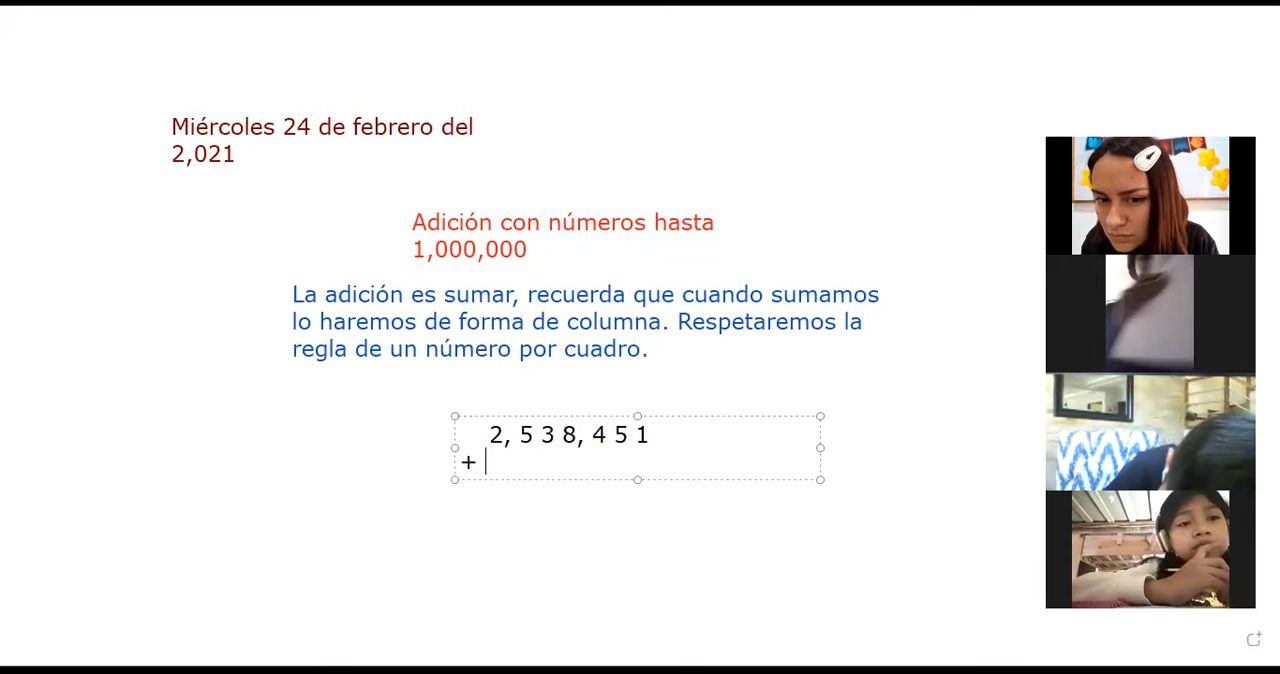 Miércoles 24 de febrero del
2,021
Adición con números hasta
1,000,000
La adición es sumar, recuerda que cuando sumamos
lo haremos de forma de columna. Respetaremos la
regla de un número por cuadro.
2, 5 3 8, 4 5 1
+